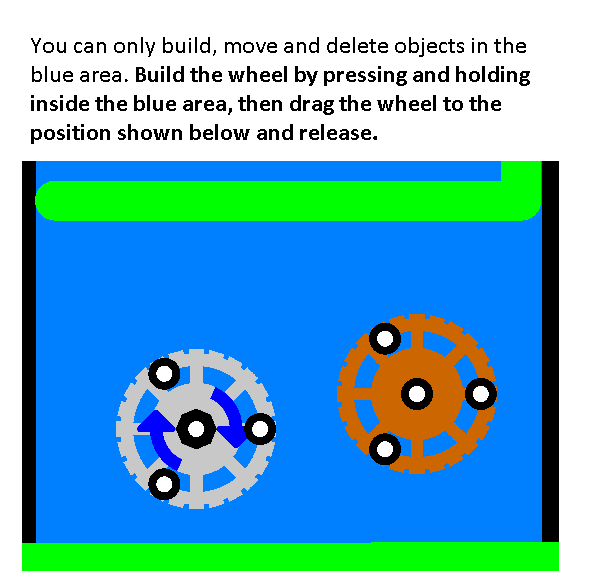 You can only build, move and delete objects in the
blue area. Build the wheel by pressing and holding
inside the blue area, then drag the wheel to the
position shown below and release.